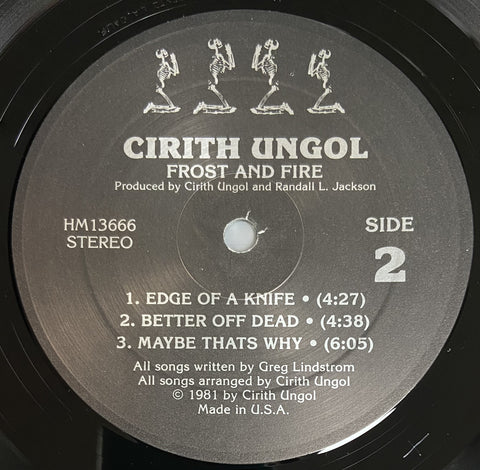 CIRITH UNGOL
FROST AND FIRE
Produced by Cirith Ungol and Randall L. Jackson
HM13666
STEREO
SIDE
2
1. EDGE OF A KNIFE • (4:27)
2. BETTER OFF DEAD • (4:38)
3. MAYBE THATS WHY • (6:05)
All songs written by Greg Lindstrom
All songs arranged by Cirith Ungol
© 1981 by Cirith Ungol
Made in U.S.A.